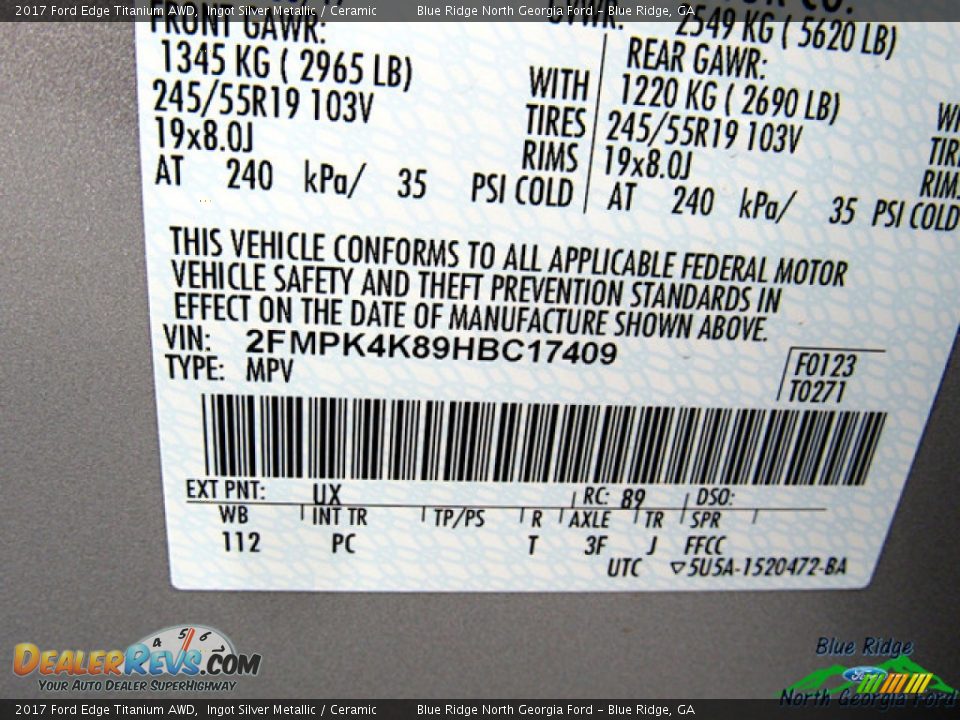 2017 Ford Edge Titanium AWD, Ingot Silver Metallic / Ceramic Blue Ridge North Georgia Ford - Blue Ridge, GA
FRONT GAWR:
1345 KG ( 2965 LB)
245/55R19 103V
19x8.0J
AT 240 kPa/ 35 PSI COLD
WITH
TIRES
RIMS
2549 KG ( 5620 LB)
REAR GAWR:
1220 KG ( 2690 LB)
245/55R19 103V
19x8.0J
AT 240 kPa/ 35 PSI COLD
THIS VEHICLE CONFORMS TO ALL APPLICABLE FEDERAL MOTOR
VEHICLE SAFETY AND THEFT PREVENTION STANDARDS IN
EFFECT ON THE DATE OF MANUFACTURE SHOWN ABOVE.
VIN: 2FMPK4K89HBC17409
TYPE: MPV
F0123
T0271
EXT PNT: UX RC: 89 DSO:
WB INT TR TP/PS R AXLE TR SPR
112 PC T 3F J FFCC
UTC ▽5U5A-1520472-BA
4 5 6
DEALERREVS.COM
YOUR AUTO DEALER SUPERHIGHWAY
Blue Ridge
Ford
North Georgia Ford
2017 Ford Edge Titanium AWD, Ingot Silver Metallic / Ceramic Blue Ridge North Georgia Ford - Blue Ridge, GA